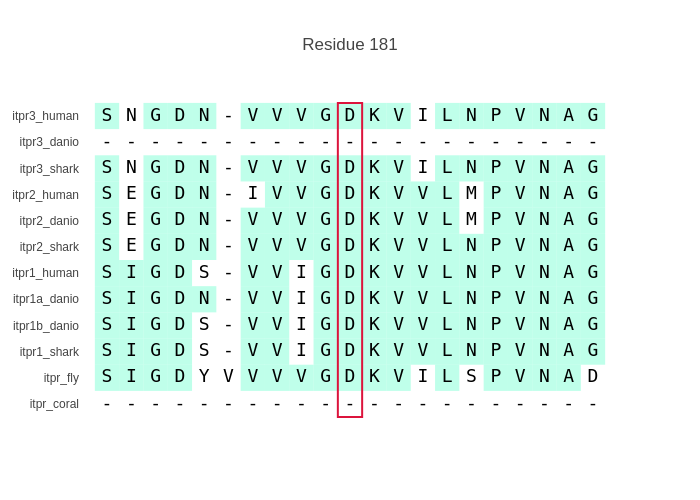 Residue 181
itpr3_human S N G D N - V V V G D K V I L N P V N A G
itpr3_danio - - - - - - - - - - - - - - - - - - - - -
itpr3_shark S N G D N - V V V G D K V I L N P V N A G
itpr2_human S E G D N - I V V G D K V V L M P V N A G
itpr2_danio S E G D N - V V V G D K V V L M P V N A G
itpr2_shark S E G D N - V V V G D K V V L N P V N A G
itpr1_human S I G D S - V V I G D K V V L N P V N A G
itpr1a_danio S I G D N - V V I G D K V V L N P V N A G
itpr1b_danio S I G D S - V V I G D K V V L N P V N A G
itpr1_shark S I G D S - V V I G D K V V L N P V N A G
itpr_fly S I G D Y V V V V G D K V I L S P V N A D
itpr_coral - - - - - - - - - - - - - - - - - - - - -